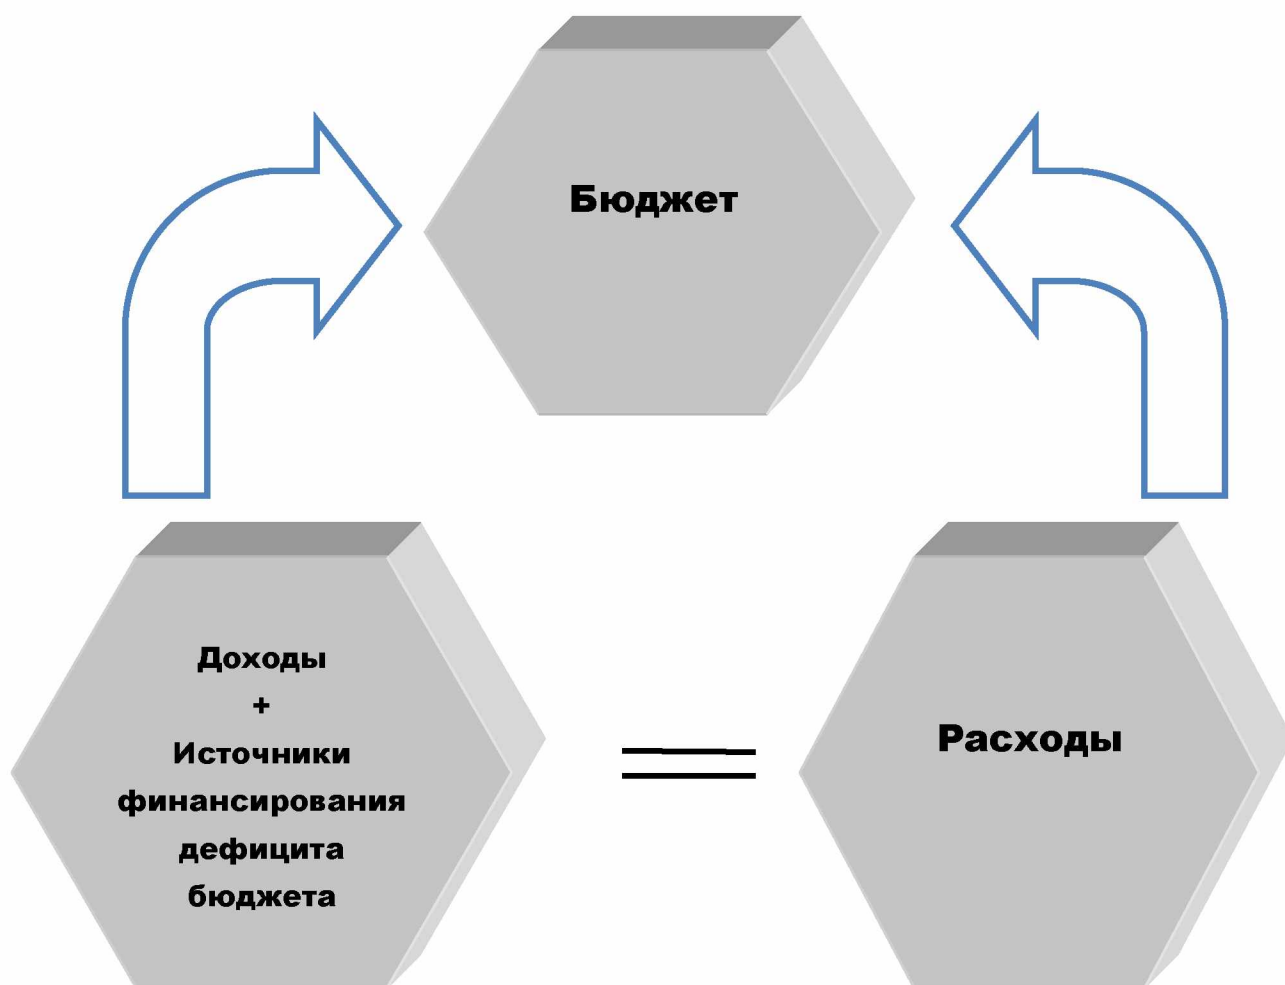 Бюджет
Доходы
+
Источники
финансирования
дефицита
бюджета
=
Расходы